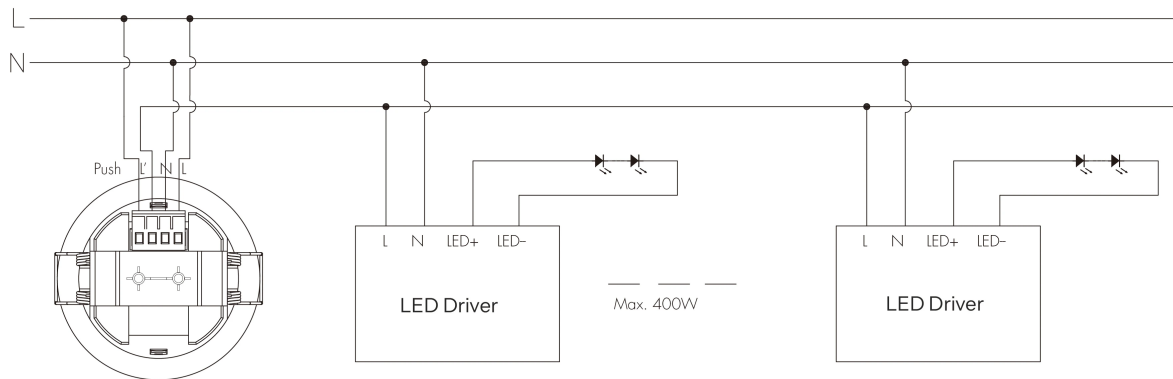 L
N
Push L' N L
L N LED+ LED-
LED Driver
Max. 400W
L N LED+ LED-
LED Driver